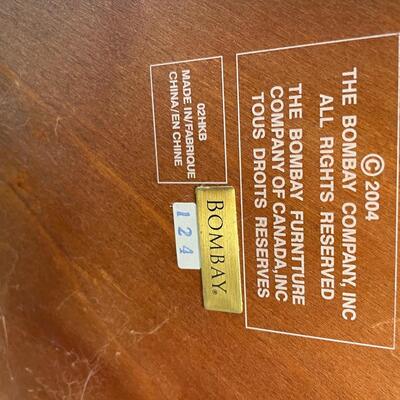 © 2004
THE BOMBAY COMPANY, INC
ALL RIGHTS RESERVED
THE BOMBAY FURNTTURE
COMPANY OF CANADA,INC
TOUS DROITS RESERVES
02HKB
MADE IN/FABRIQUE
CHINA/EN CHINE
BOMBAY®
124